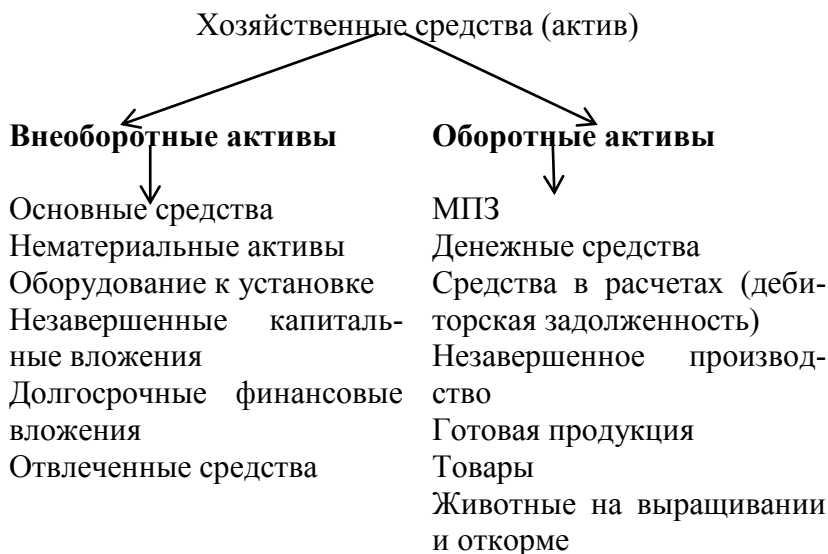 Хозяйственные средства (актив)
Внеоборотные активы
Основные средства
Нематериальные активы
Оборудование к установке
Незавершенные капиталь-
ные вложения
Долгосрочные финансовые
вложения
Отвлеченные средства
Оборотные активы
МПЗ
Денежные средства
Средства в расчетах (деби-
торская задолженность)
Незавершенное производ-
ство
Готовая продукция
Товары
Животные на выращивании
и откорме